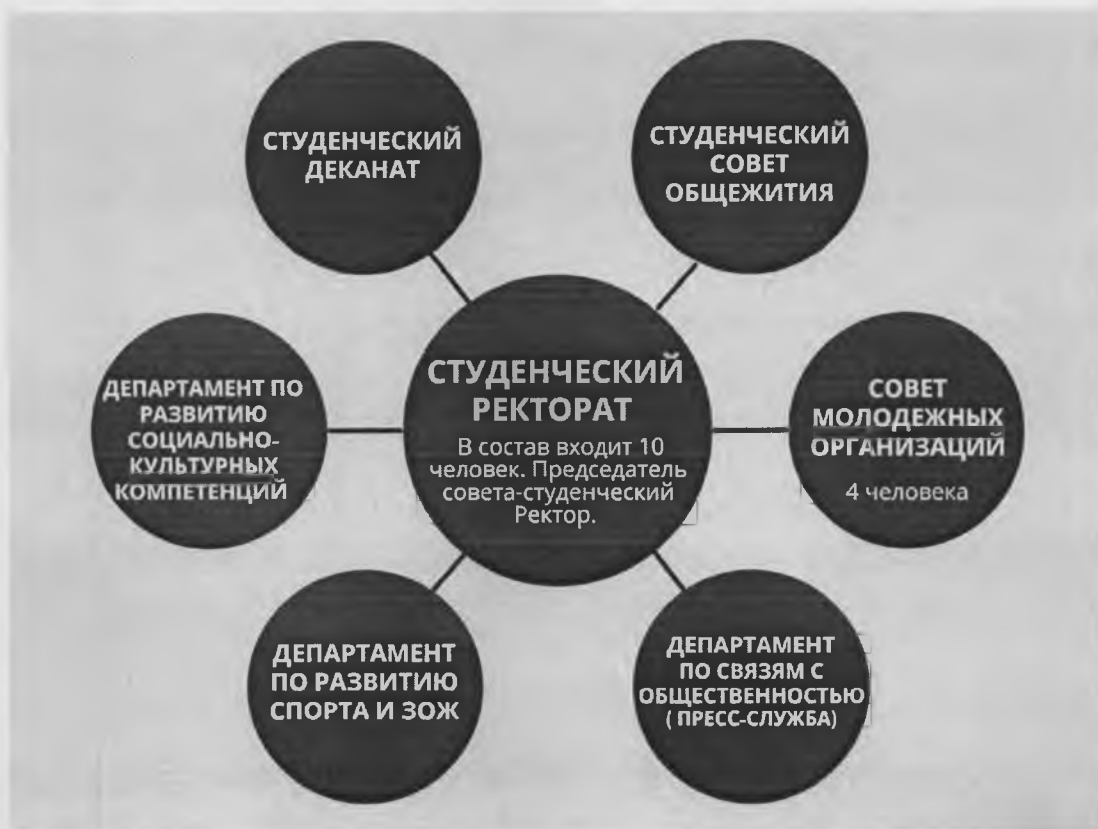 СТУДЕНЧЕСКИЙ
ДЕКАНАТ
СТУДЕНЧЕСКИЙ
СОВЕТ
ОБЩЕЖИТИЯ
ДЕПАРТАМЕНТ ПО
РАЗВИТИЮ
СОЦИАЛЬНО-
КУЛЬТУРНЫХ
КОМПЕТЕНЦИЙ
СТУДЕНЧЕСКИЙ
РЕКТОРАТ
В состав входит 10
человек. Председатель
совета-студенческий
Ректор.
СОВЕТ
МОЛОДЕЖНЫХ
ОРГАНИЗАЦИЙ
4 человека
ДЕПАРТАМЕНТ
ПО РАЗВИТИЮ
СПОРТА И ЗОЖ
ДЕПАРТАМЕНТ
ПО СВЯЗЯМ С
ОБЩЕСТВЕННОСТЬЮ
( ПРЕСС-СЛУЖБА)